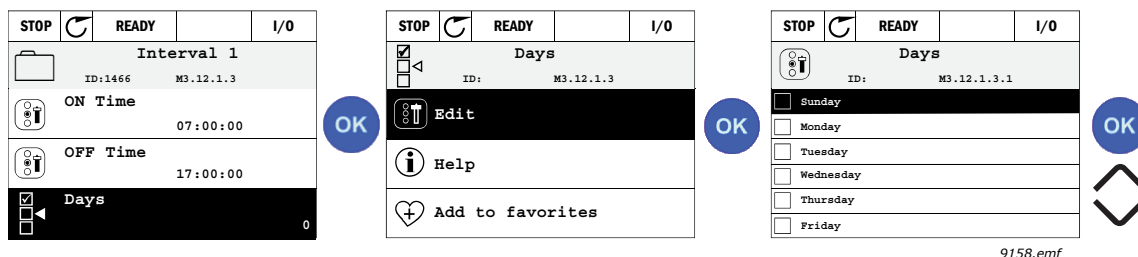 STOP READY I/O
Interval 1
ID:1466 M3.12.1.3
ON Time
07:00:00
OFF Time
17:00:00
Days
0
OK
STOP READY I/O
Days
ID: M3.12.1.3
Edit
Help
Add to favorites
OK
STOP READY I/O
Days
ID: M3.12.1.3.1
Sunday
Monday
Tuesday
Wednesday
Thursday
Friday
OK
9158.emf